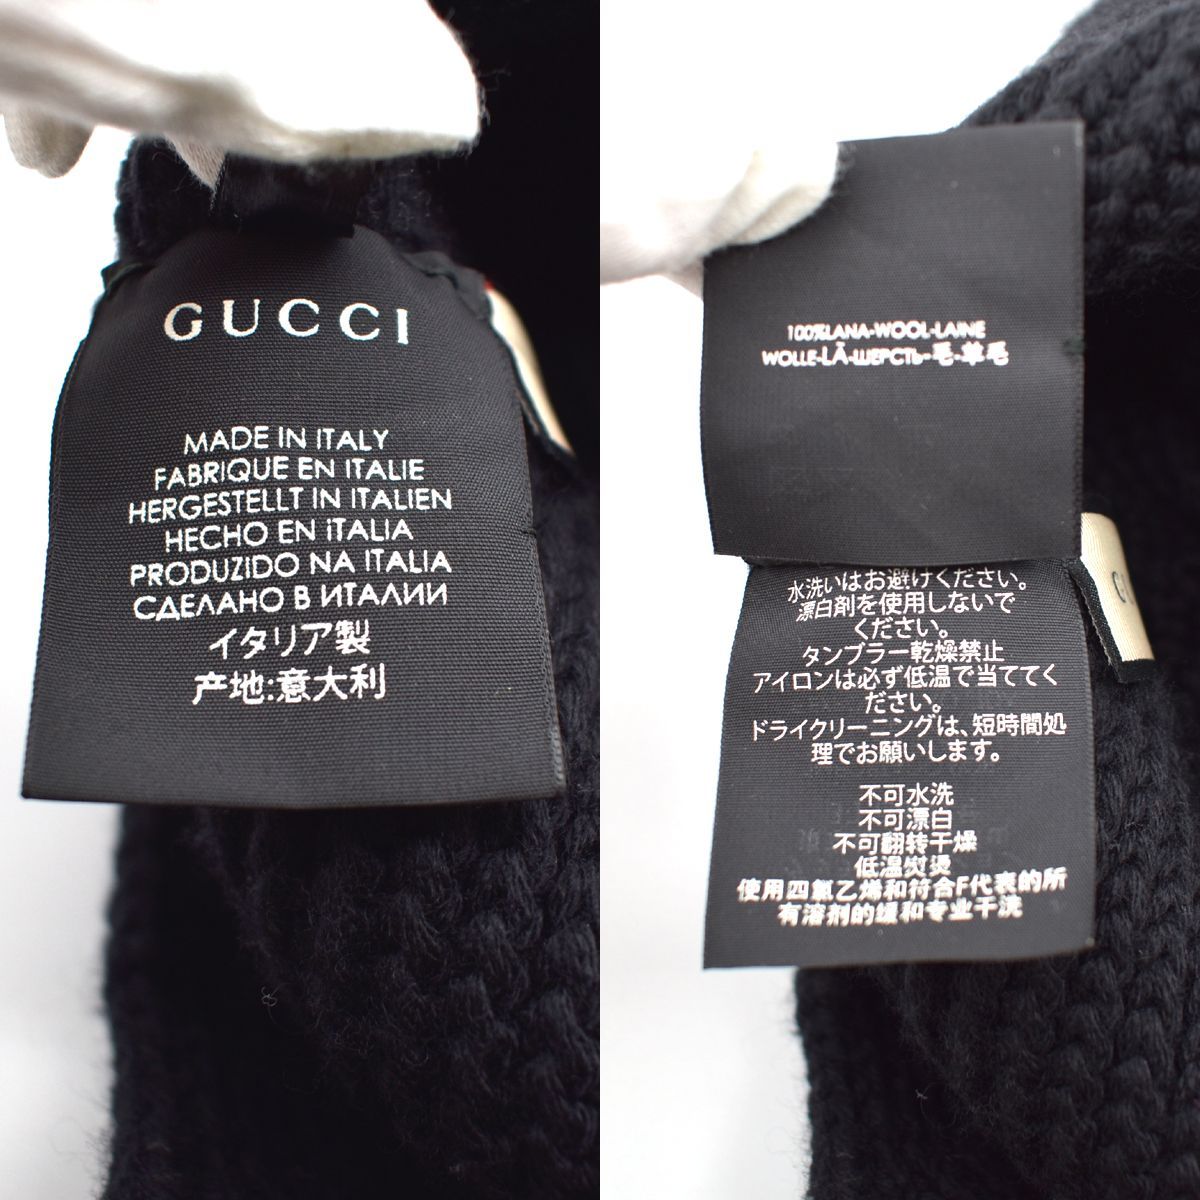 GUCCI
MADE IN ITALY
FABRIQUE EN ITALIE
HERGESTELLT IN ITALIEN
HECHO EN ITALIA
PRODUZIDO NA ITALIA
СДЕЛАНО В ИТАЛИИ
イタリア製
产地:意大利
100%LANA-WOOL-LAINE
WOLLE-LÃ-ШЕРСТЬ-毛-羊毛
水洗いはお避けください。
漂白剤を使用しないで
ください。
タンブラー乾燥禁止
アイロンは必ず低温で当ててく
ださい。
ドライクリーニングは、短時間処
理でお願いします。
不可水洗
不可漂白
不可翻转干燥
低温熨烫
使用四氯乙烯和符合F代表的所
有溶剂的缓和专业干洗